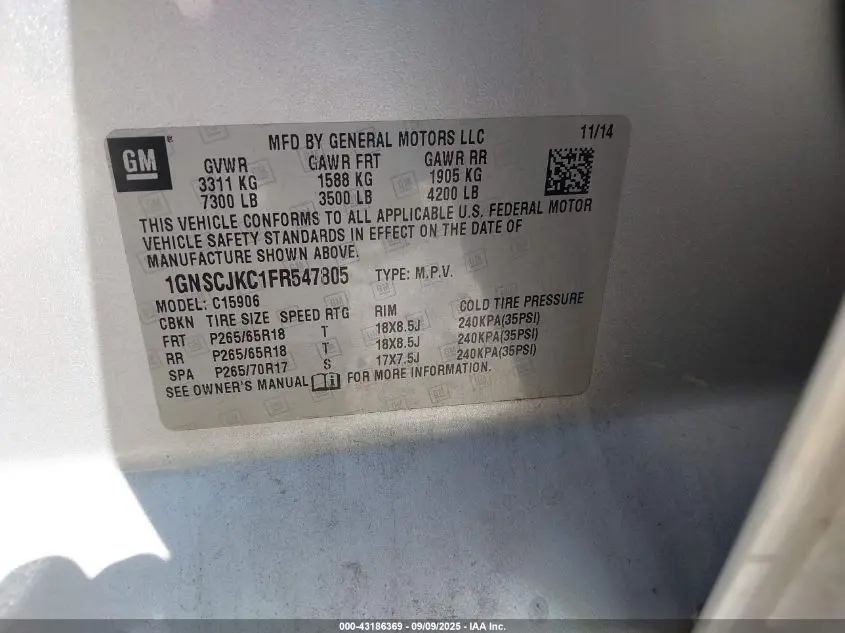 GM
MFD BY GENERAL MOTORS LLC 11/14
GVWR GAWR FRT GAWR RR
3311 KG 1588 KG 1905 KG
7300 LB 3500 LB 4200 LB
THIS VEHICLE CONFORMS TO ALL APPLICABLE U.S. FEDERAL MOTOR
VEHICLE SAFETY STANDARDS IN EFFECT ON THE DATE OF
MANUFACTURE SHOWN ABOVE.
1GNSCJKC1FR547805 TYPE: M.P.V.
MODEL: C15906
CBKN TIRE SIZE SPEED RTG RIM COLD TIRE PRESSURE
FRT P265/65R18 T 18X8.5J 240KPA(35PSI)
RR P265/65R18 T 18X8.5J 240KPA(35PSI)
SPA P265/70R17 S 17X7.5J 240KPA(35PSI)
SEE OWNER'S MANUAL FOR MORE INFORMATION.
000-43186369 - 09/09/2025 - IAA Inc.